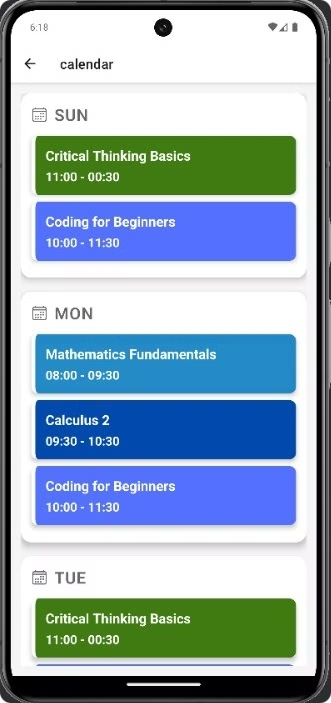 6:18
calendar
SUN
Critical Thinking Basics
11:00 - 00:30
Coding for Beginners
10:00 - 11:30
MON
Mathematics Fundamentals
08:00 - 09:30
Calculus 2
09:30 - 10:30
Coding for Beginners
10:00 - 11:30
TUE
Critical Thinking Basics
11:00 - 00:30